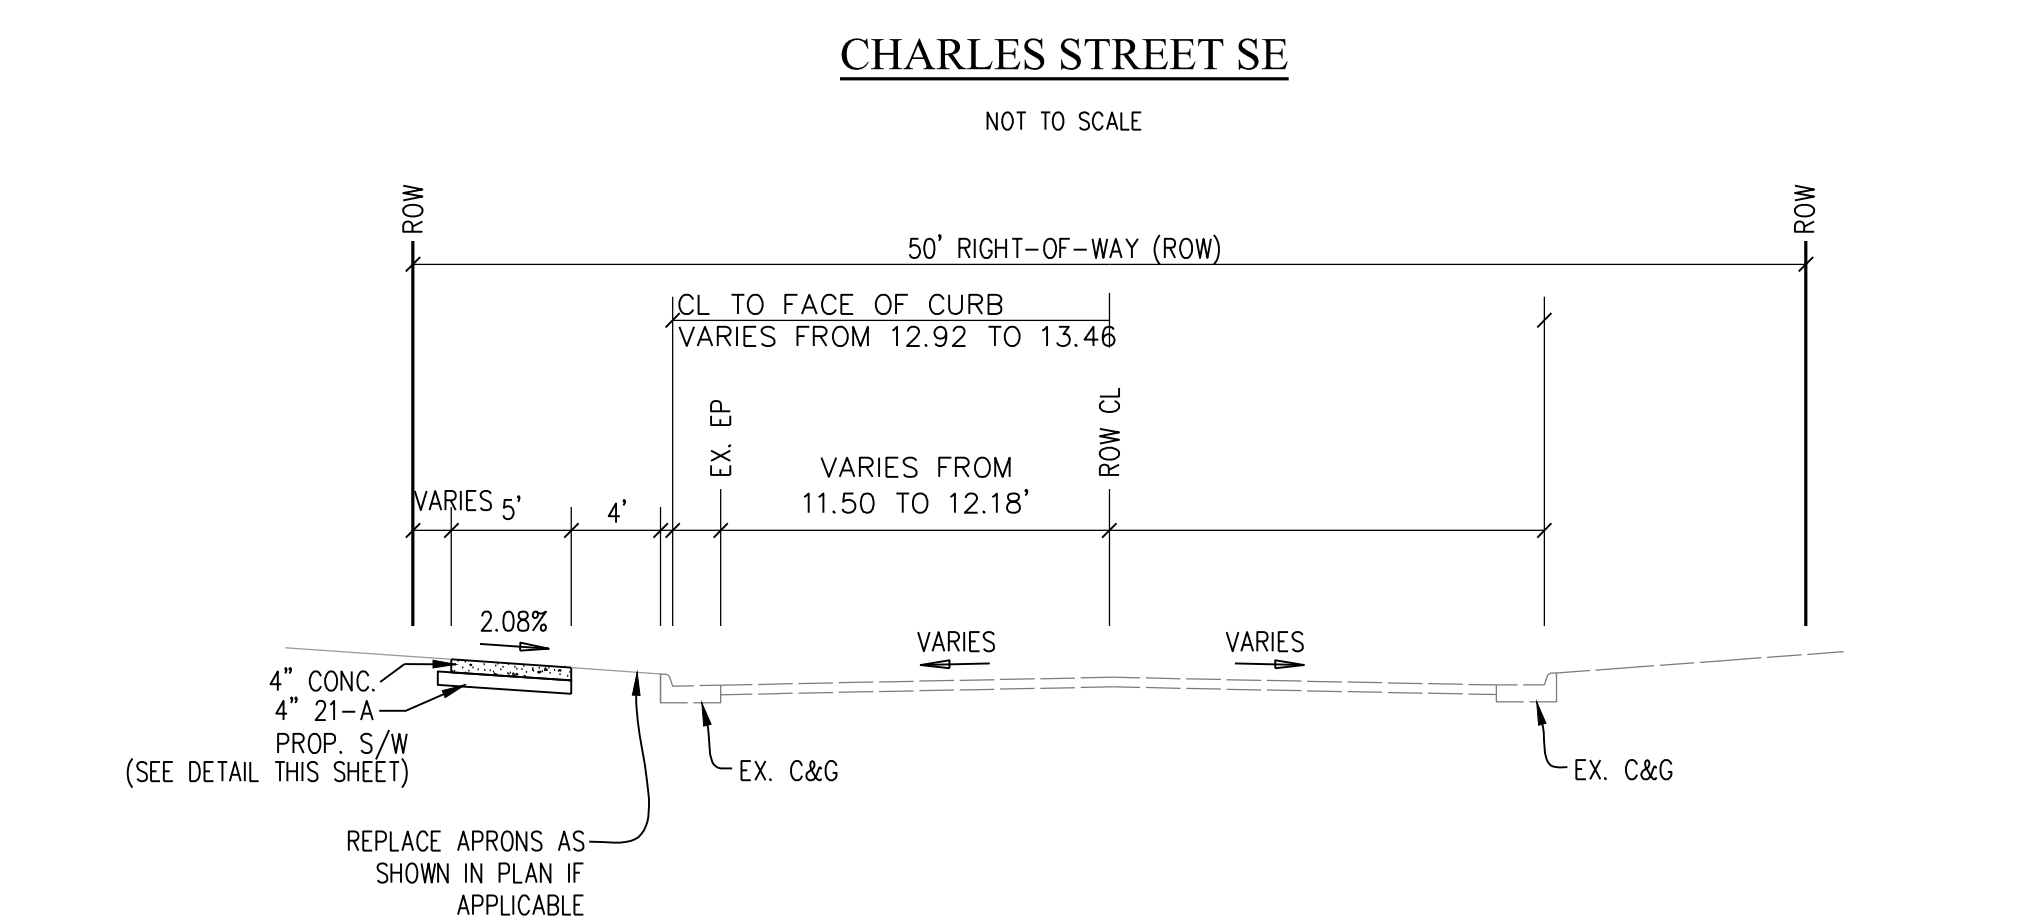 CHARLES STREET SE
NOT TO SCALE
ROW
ROW
50' RIGHT-OF-WAY (ROW)
CL TO FACE OF CURB
VARIES FROM 12.92 TO 13.46
EX. EP
ROW CL
VARIES FROM
11.50 TO 12.18'
VARIES
5'
4'
2.08%
VARIES
VARIES
4" CONC.
4" 21-A
PROP. S/W
(SEE DETAIL THIS SHEET)
EX. C&G
EX. C&G
REPLACE APRONS AS
SHOWN IN PLAN IF
APPLICABLE